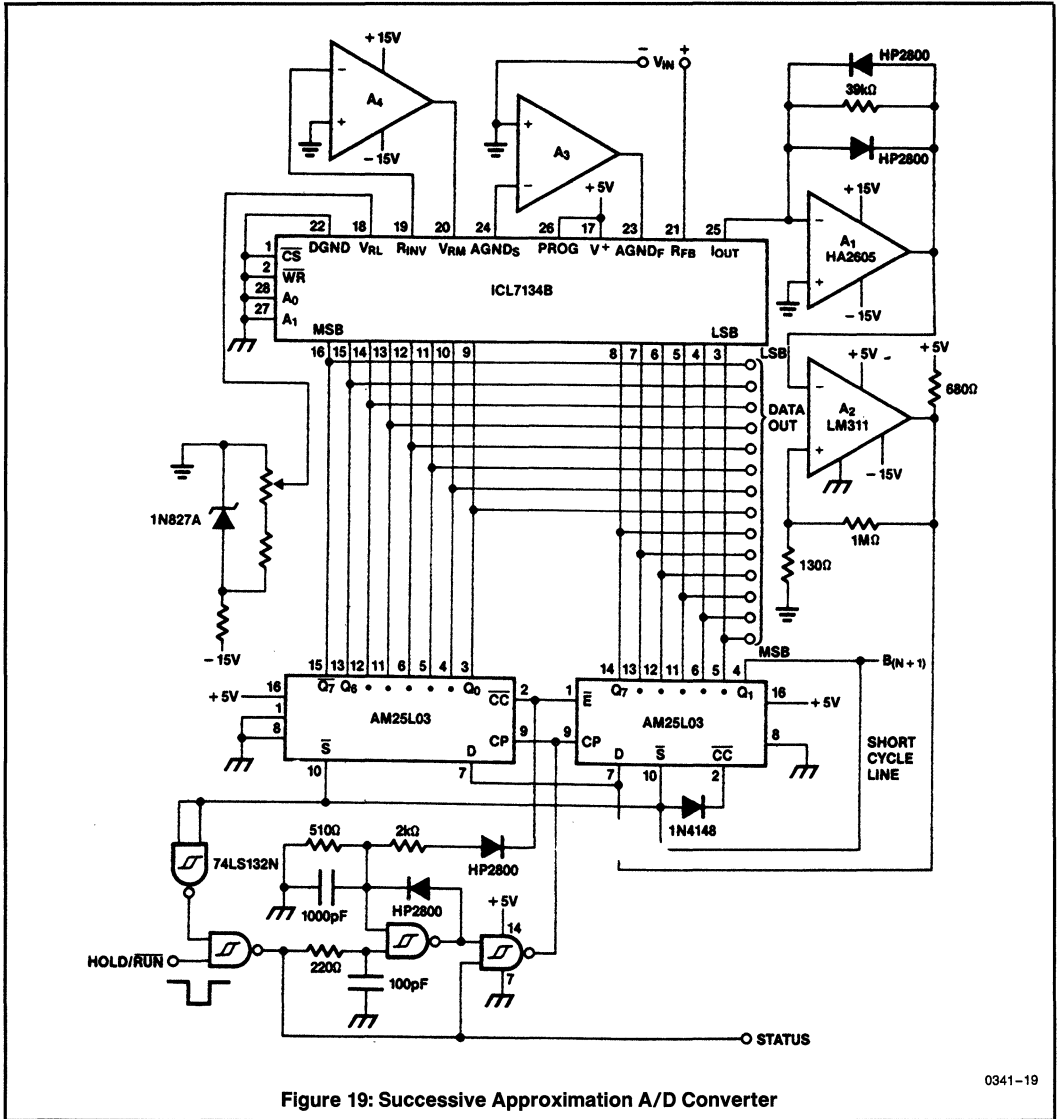 + 15V
−
A4
+
− 15V
− VIN +
+
A3
−
+ 5V
HP2800
39kΩ
HP2800
+ 15V
−
A1
HA2605
+
− 15V
22 18 19 20 24 26 17 23 21 25
DGND VRL RINV VRM AGNDS PROG V+ AGNDF RFB IOUT
1 CS
2 WR
28 A0
27 A1
ICL7134B
MSB LSB
16 15 14 13 12 11 10 9 8 7 6 5 4 3
LSB
DATA OUT
MSB
+ 5V
−
A2
LM311
+
− 15V
+ 5V
680Ω
1MΩ
130Ω
1N827A
− 15V
15 13 12 11 6 5 4 3
Q7 Q6 • • • • • Q0
+ 5V 16
1
8
AM25L03
CC 2
CP 9
S D
10 7
14 13 12 11 6 5 4
Q7 • • • • • Q1
1 E
9 CP
AM25L03
16 + 5V
8
D S CC
7 10 2
B(N + 1)
SHORT
CYCLE
LINE
1N4148
74LS132N
510Ω
2kΩ
HP2800
1000pF
HP2800
+ 5V
14
7
HOLD/RUN
220Ω
100pF
STATUS
0341–19
Figure 19: Successive Approximation A/D Converter